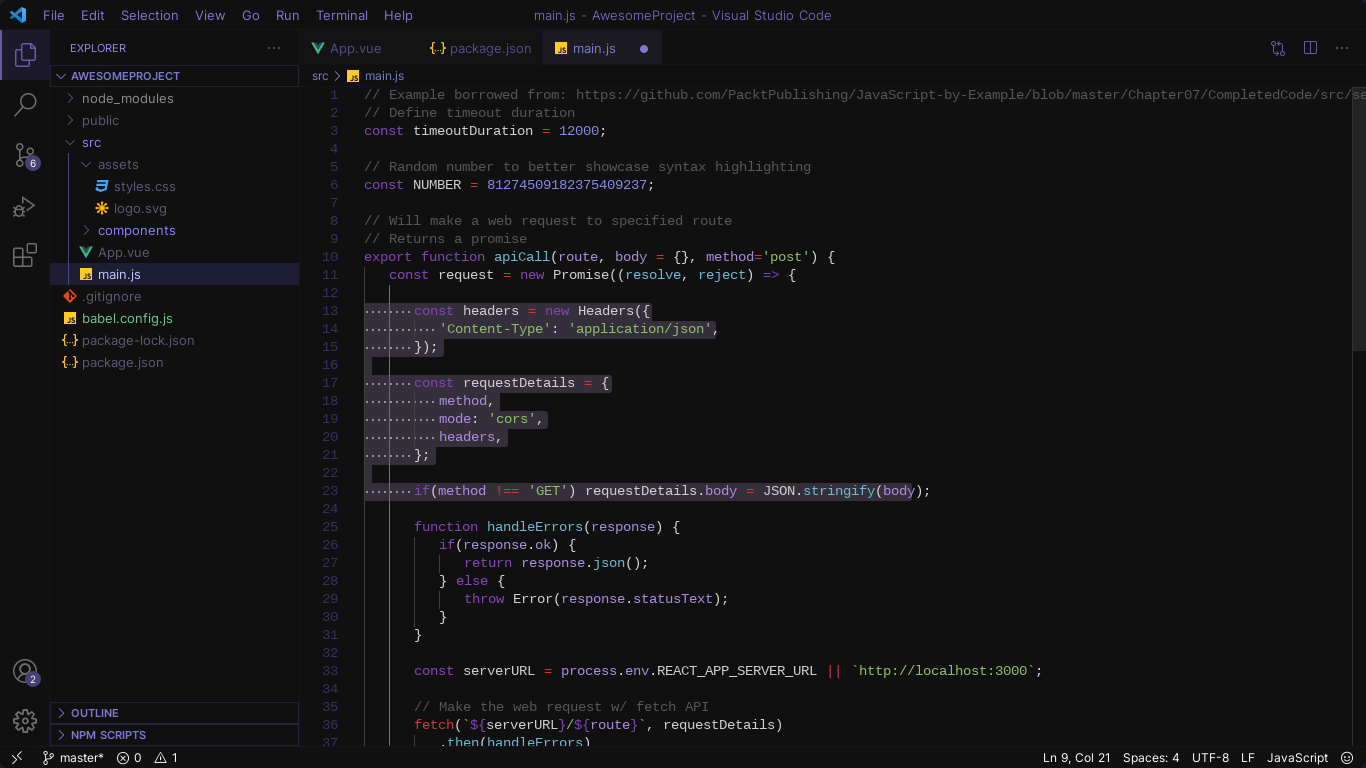 File Edit Selection View Go Run Terminal Help
main.js - AwesomeProject - Visual Studio Code
EXPLORER
AWESOMEPROJECT
node_modules
public
src
assets
styles.css
logo.svg
components
App.vue
main.js
.gitignore
babel.config.js
package-lock.json
package.json
OUTLINE
NPM SCRIPTS
6
2
App.vue package.json main.js
src main.js
1 // Example borrowed from: https://github.com/PacktPublishing/JavaScript-by-Example/blob/master/Chapter07/CompletedCode/src/se
2 // Define timeout duration
3 const timeoutDuration = 12000;
4
5 // Random number to better showcase syntax highlighting
6 const NUMBER = 81274509182375409237;
7
8 // Will make a web request to specified route
9 // Returns a promise
10 export function apiCall(route, body = {}, method='post') {
11 const request = new Promise((resolve, reject) => {
12
13 const headers = new Headers({
14 'Content-Type': 'application/json',
15 });
16
17 const requestDetails = {
18 method,
19 mode: 'cors',
20 headers,
21 };
22
23 if(method !== 'GET') requestDetails.body = JSON.stringify(body);
24
25 function handleErrors(response) {
26 if(response.ok) {
27 return response.json();
28 } else {
29 throw Error(response.statusText);
30 }
31 }
32
33 const serverURL = process.env.REACT_APP_SERVER_URL || `http://localhost:3000`;
34
35 // Make the web request w/ fetch API
36 fetch(`${serverURL}/${route}`, requestDetails)
37 .then(handleErrors)
master* 0 1
Ln 9, Col 21 Spaces: 4 UTF-8 LF JavaScript